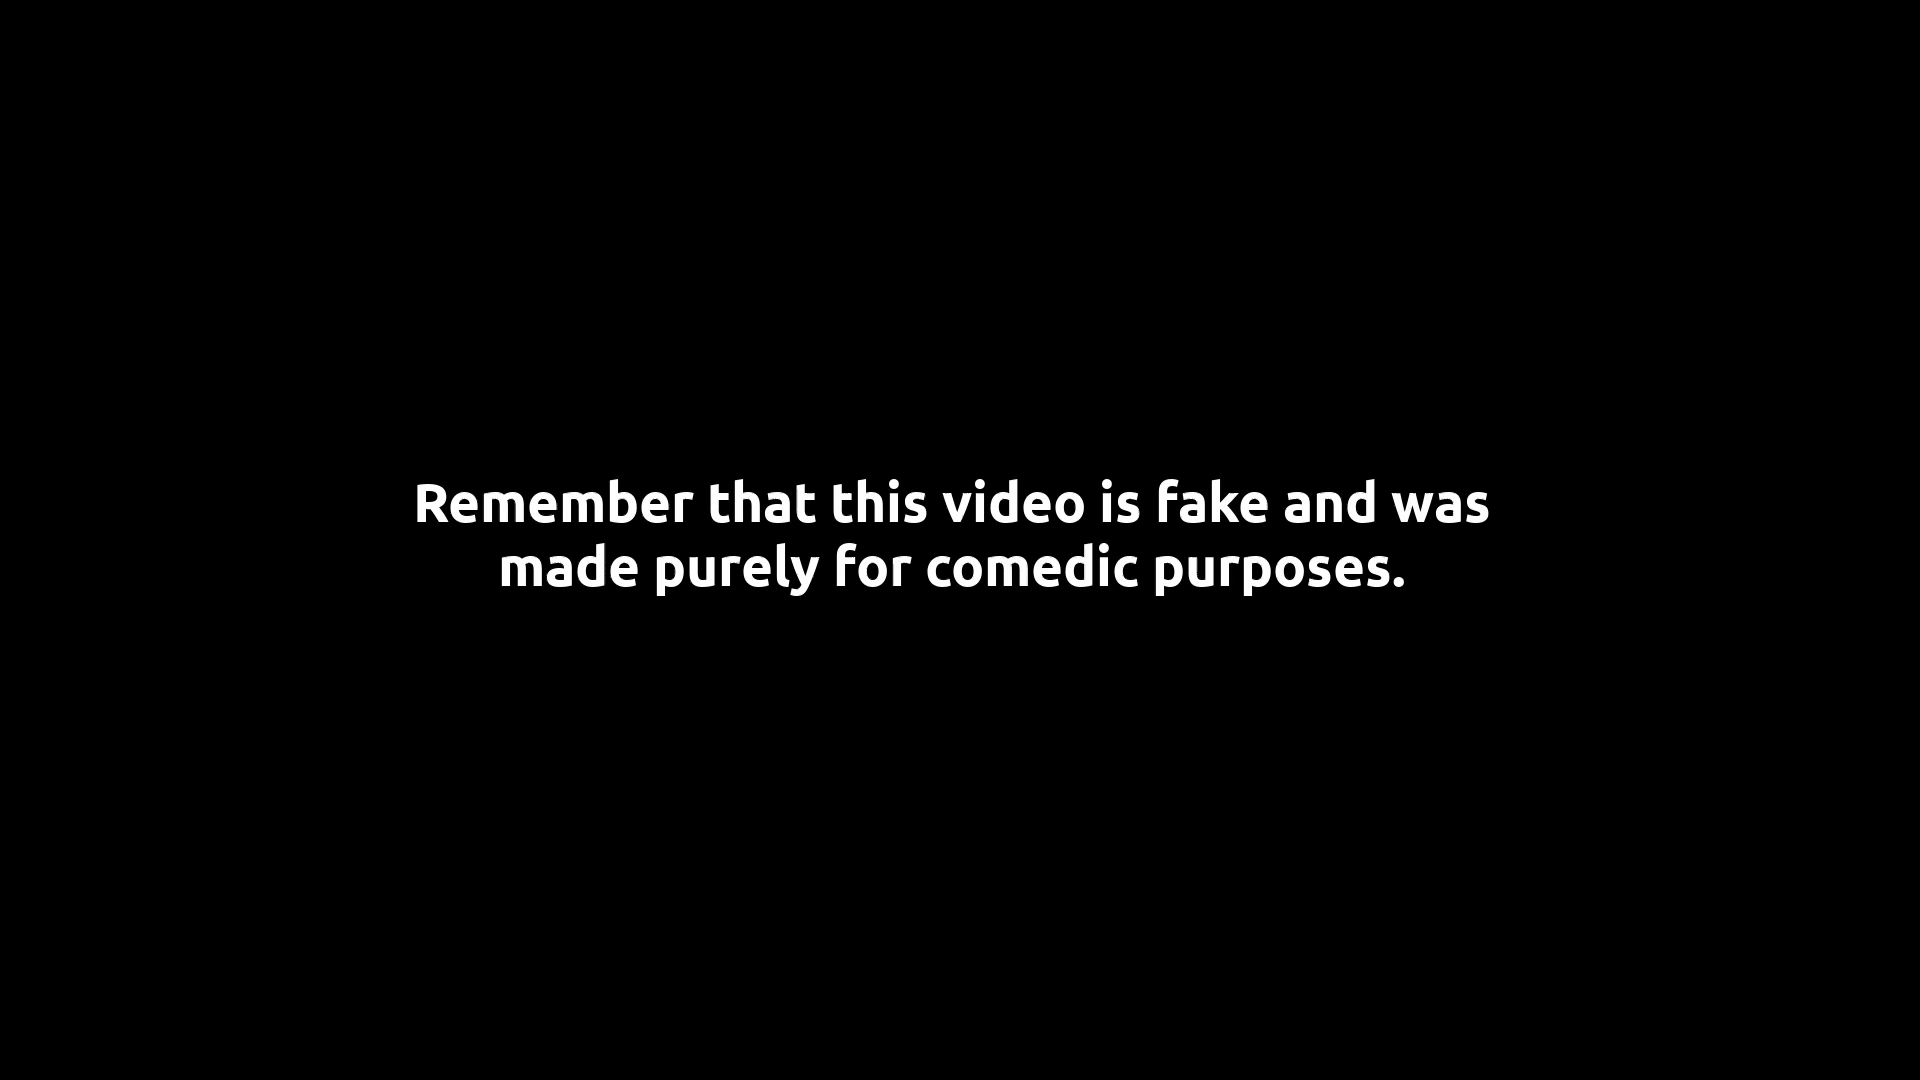 Remember that this video is fake and was
made purely for comedic purposes.